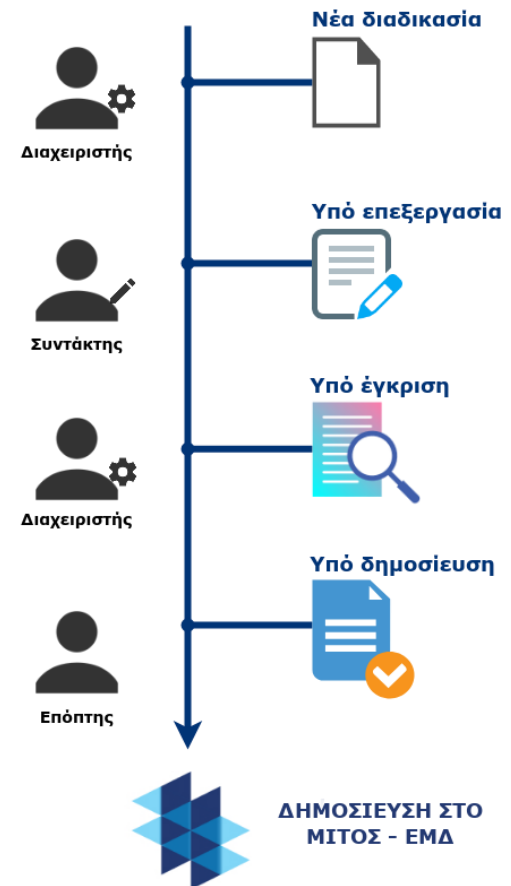 Νέα διαδικασία
Διαχειριστής
Υπό επεξεργασία
Συντάκτης
Υπό έγκριση
Διαχειριστής
Υπό δημοσίευση
Επόπτης
ΔΗΜΟΣΙΕΥΣΗ ΣΤΟ
ΜΙΤΟΣ - ΕΜΔ